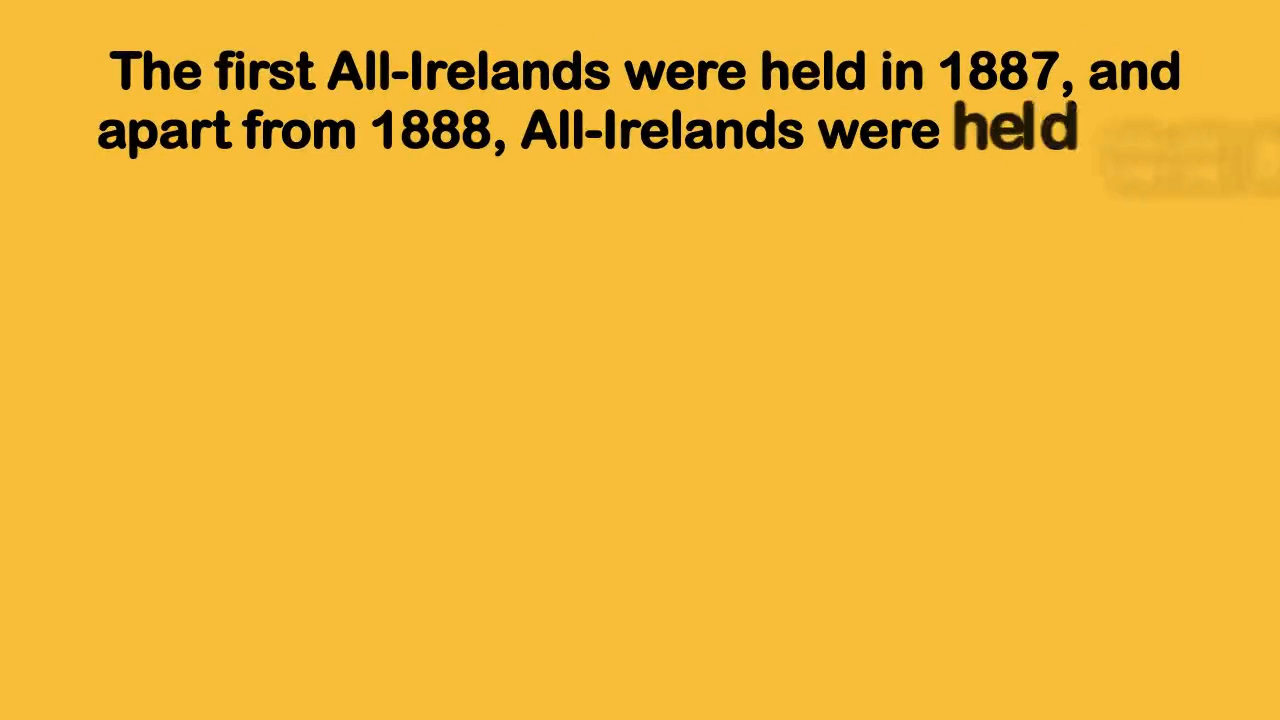 The first All-Irelands were held in 1887, and
apart from 1888, All-Irelands were held